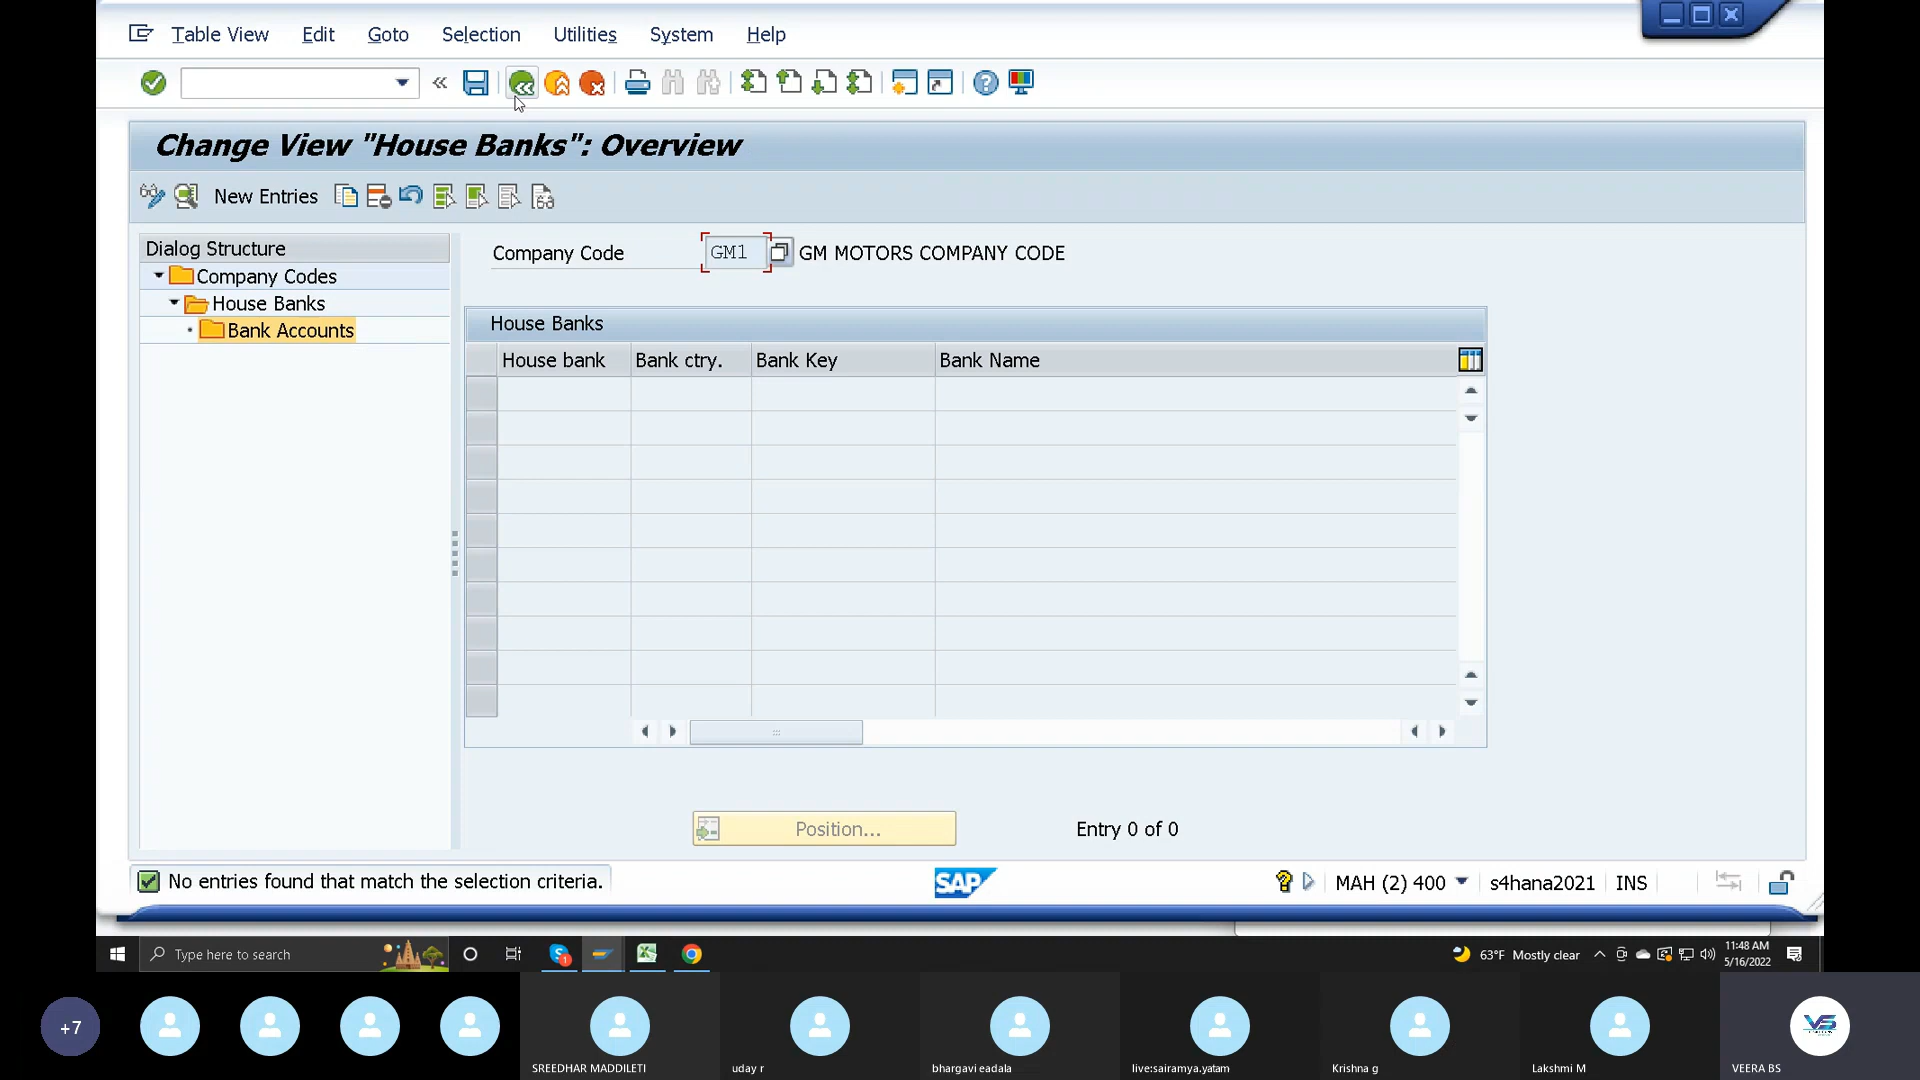 Table View Edit Goto Selection Utilities System Help
Change View "House Banks": Overview
New Entries
Dialog Structure
Company Codes
House Banks
Bank Accounts
Company Code GM1 GM MOTORS COMPANY CODE
House Banks
House bank Bank ctry. Bank Key Bank Name
Position... Entry 0 of 0
No entries found that match the selection criteria.
SAP
MAH (2) 400 s4hana2021 INS
Type here to search
63°F Mostly clear
11:48 AM
5/16/2022
+7
SREEDHAR MADDILETI
uday r
bhargavi eadala
live:sairamya.yatam
Krishna g
Lakshmi M
VS
VEERA BS